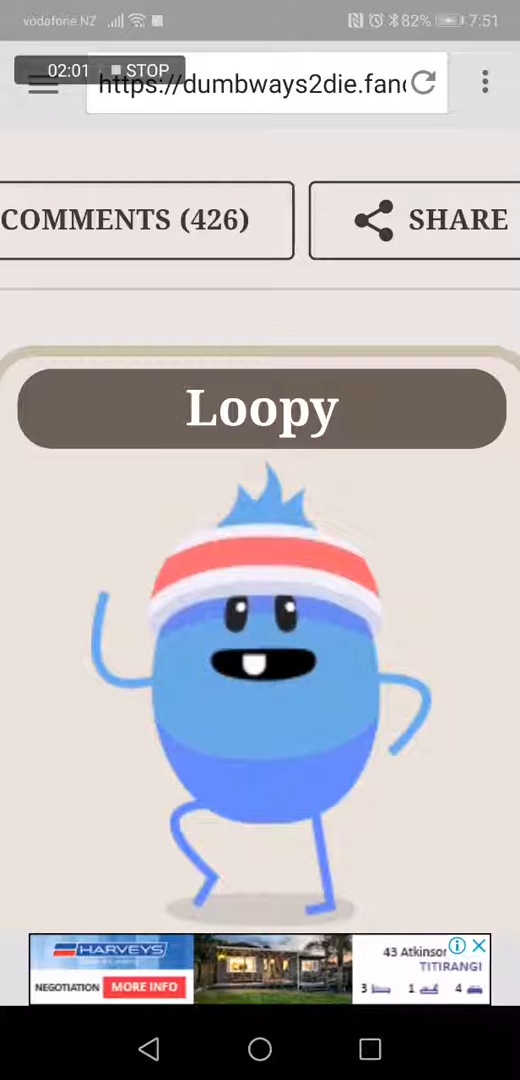 vodafone NZ 82% 7:51
02:01 STOP
https://dumbways2die.fan
COMMENTS (426) SHARE
Loopy
HARVEYS
NEGOTIATION MORE INFO
43 Atkinson
TITIRANGI
3 1 4